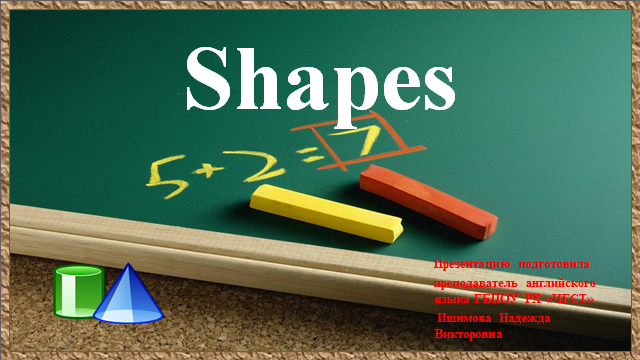 Shapes
5+2=7
Презентацию подготовила
преподаватель английского
языка ГБПОУ РХ «ЧГСТ»
Ишимова Надежда
Викторовна